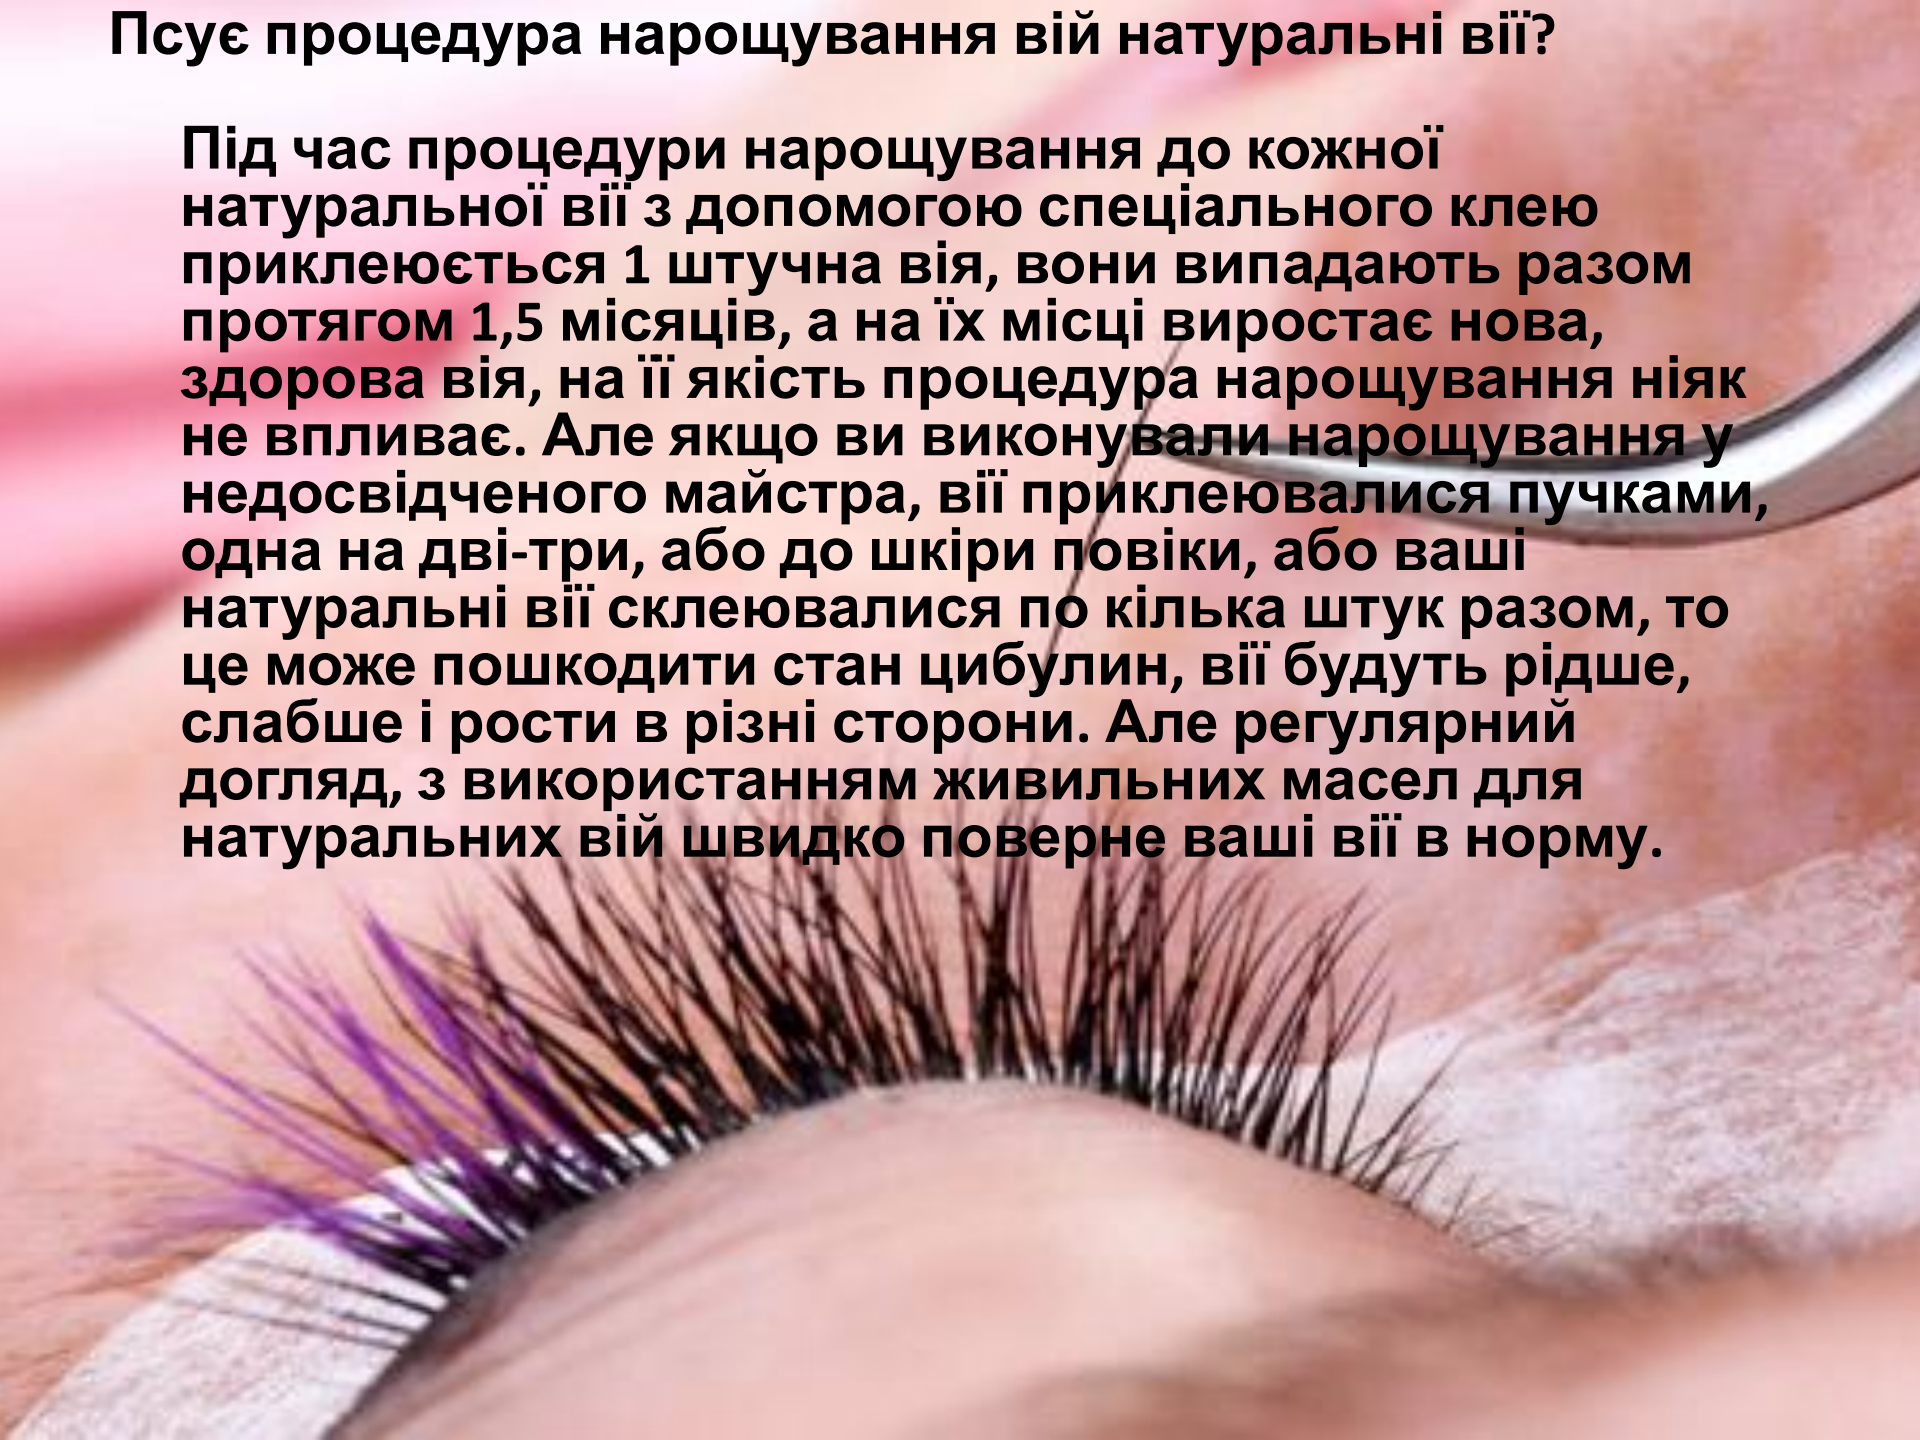 Псує процедура нарощування вій натуральні вії?
Під час процедури нарощування до кожної
натуральної вії з допомогою спеціального клею
приклеюється 1 штучна вія, вони випадають разом
протягом 1,5 місяців, а на їх місці виростає нова,
здорова вія, на її якість процедура нарощування ніяк
не впливає. Але якщо ви виконували нарощування у
недосвідченого майстра, вії приклеювалися пучками,
одна на дві-три, або до шкіри повіки, або ваші
натуральні вії склеювалися по кілька штук разом, то
це може пошкодити стан цибулин, вії будуть рідше,
слабше і рости в різні сторони. Але регулярний
догляд, з використанням живильних масел для
натуральних вій швидко поверне ваші вії в норму.